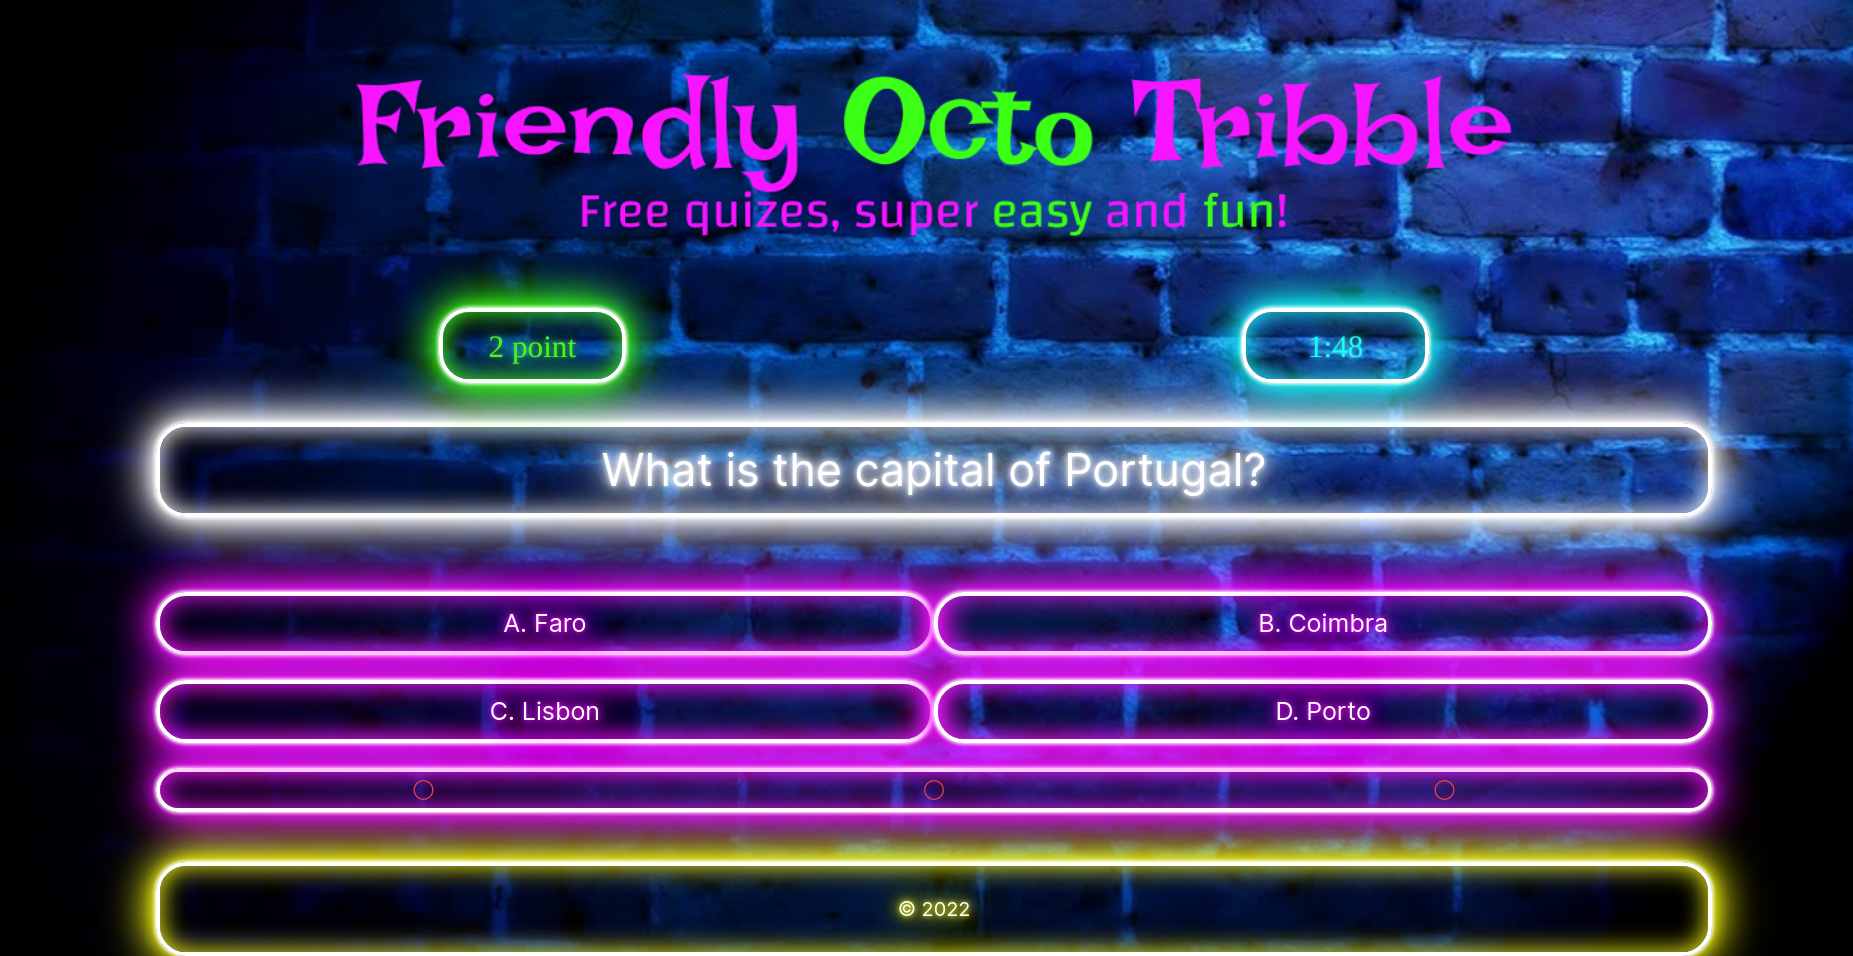 Friendly Octo Tribble
Free quizes, super easy and fun!
2 point
1:48
What is the capital of Portugal?
A. Faro
B. Coimbra
C. Lisbon
D. Porto
© 2022